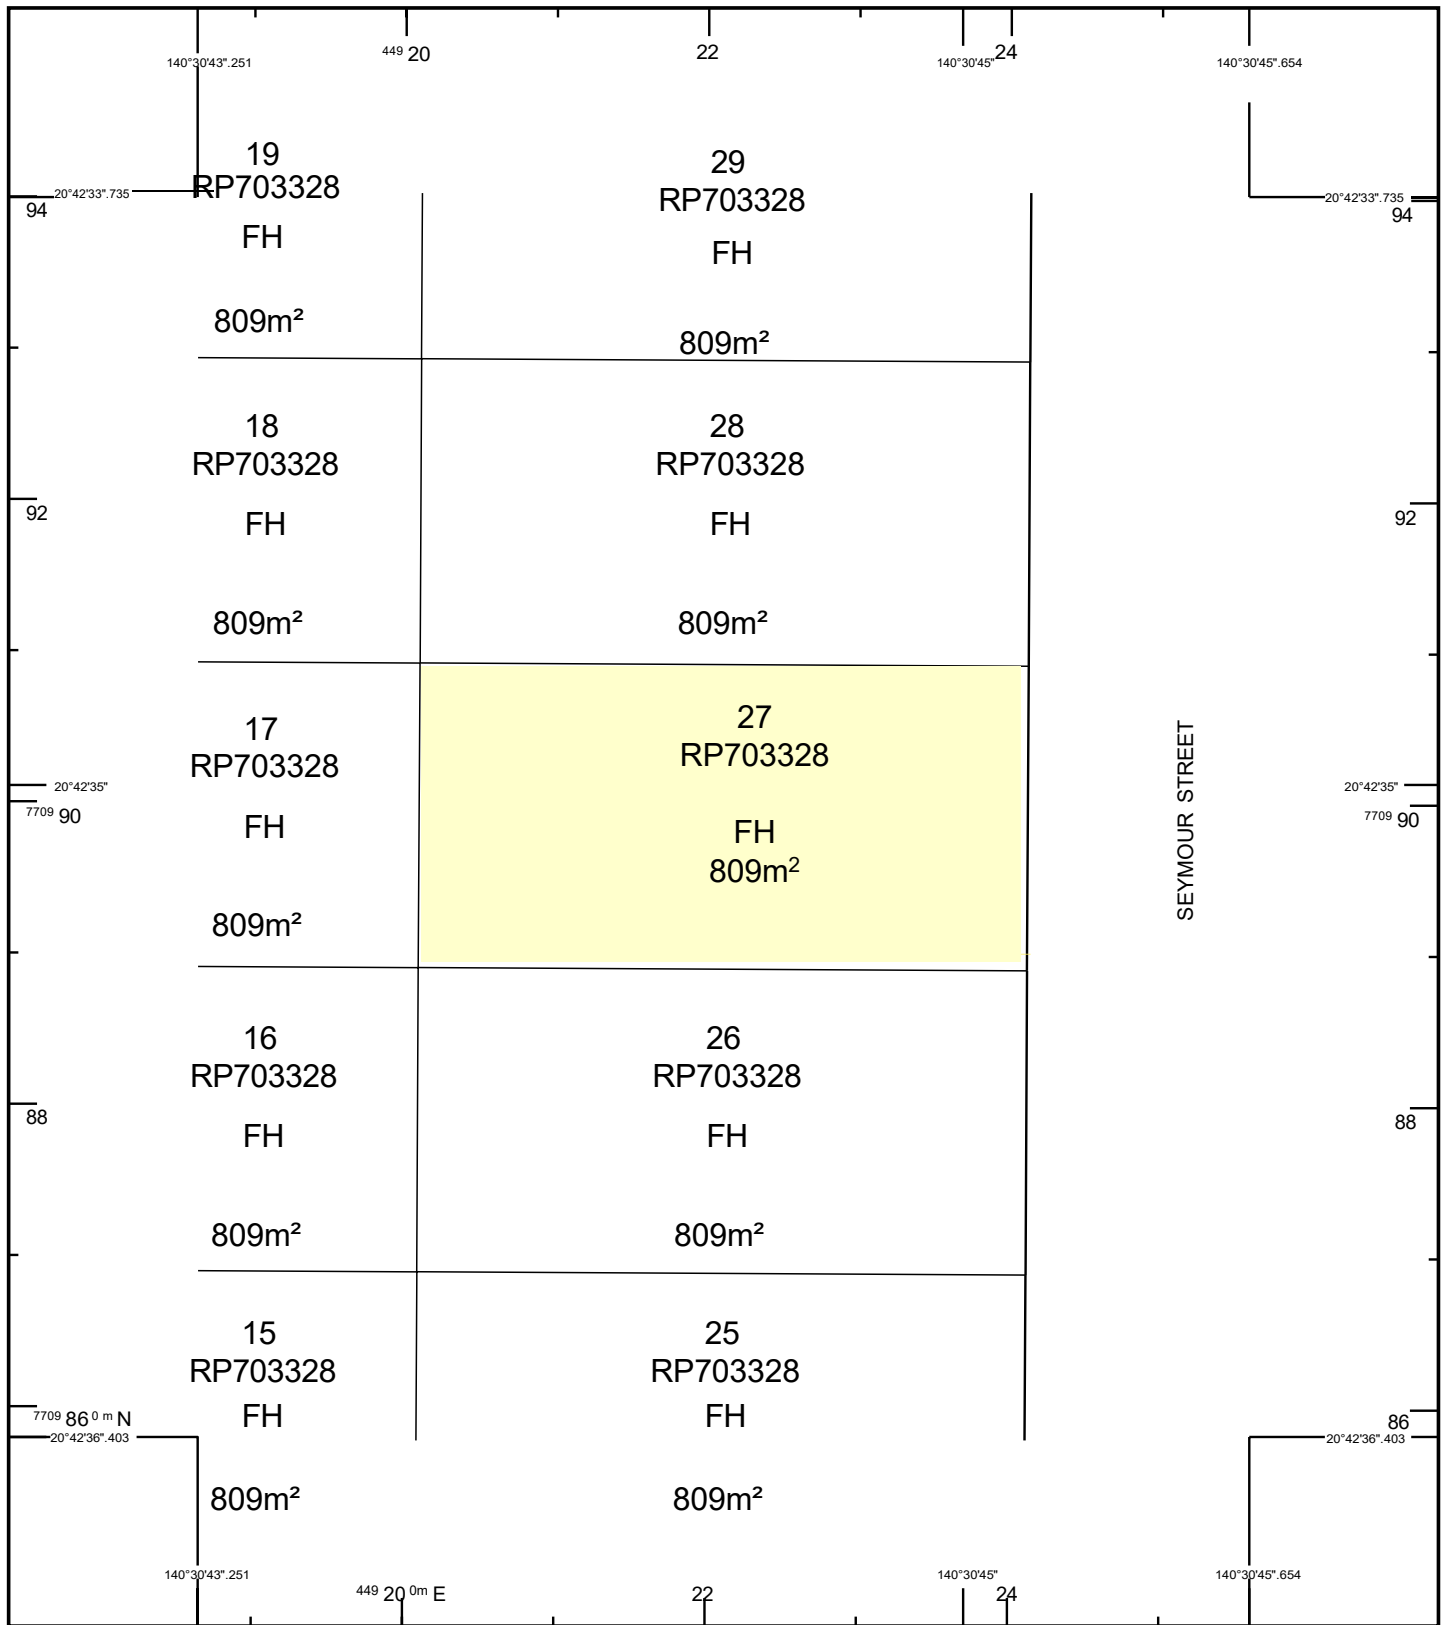 140°30'43".251
449 20
22
140°30'45"
24
140°30'45".654
19
RP703328
FH
809m²
29
RP703328
FH
809m²
20°42'33".735
94
20°42'33".735
94
18
RP703328
FH
809m²
28
RP703328
FH
809m²
92
92
17
RP703328
FH
809m²
27
RP703328
FH
809m²
SEYMOUR STREET
20°42'35"
7709 90
20°42'35"
7709 90
16
RP703328
FH
809m²
26
RP703328
FH
809m²
88
88
15
RP703328
FH
809m²
25
RP703328
FH
809m²
7709 86 0 m N
20°42'36".403
86
20°42'36".403
140°30'43".251
449 20 0m E
22
140°30'45"
24
140°30'45".654